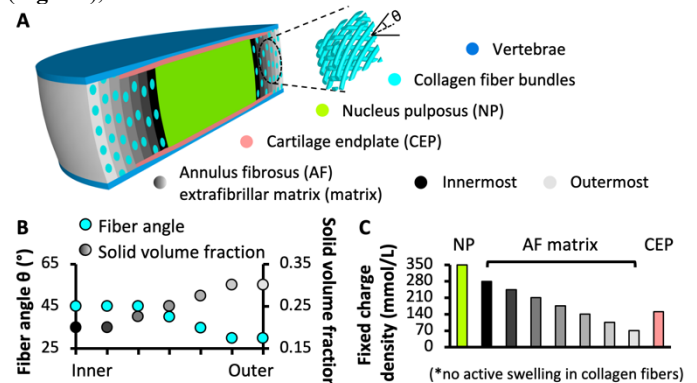 A
θ
Vertebrae
Collagen fiber bundles
Nucleus pulposus (NP)
Cartilage endplate (CEP)
Annulus fibrosus (AF)
extrafibrillar matrix (matrix)
Innermost
Outermost
B
Fiber angle
Solid volume fraction
Fiber angle θ (°)
65
45
25
Inner
Outer
0.35
0.25
0.15
Solid volume fraction
C
NP
AF matrix
CEP
Fixed charge
density (mmol/L)
350
280
210
140
70
0
(*no active swelling in collagen fibers)